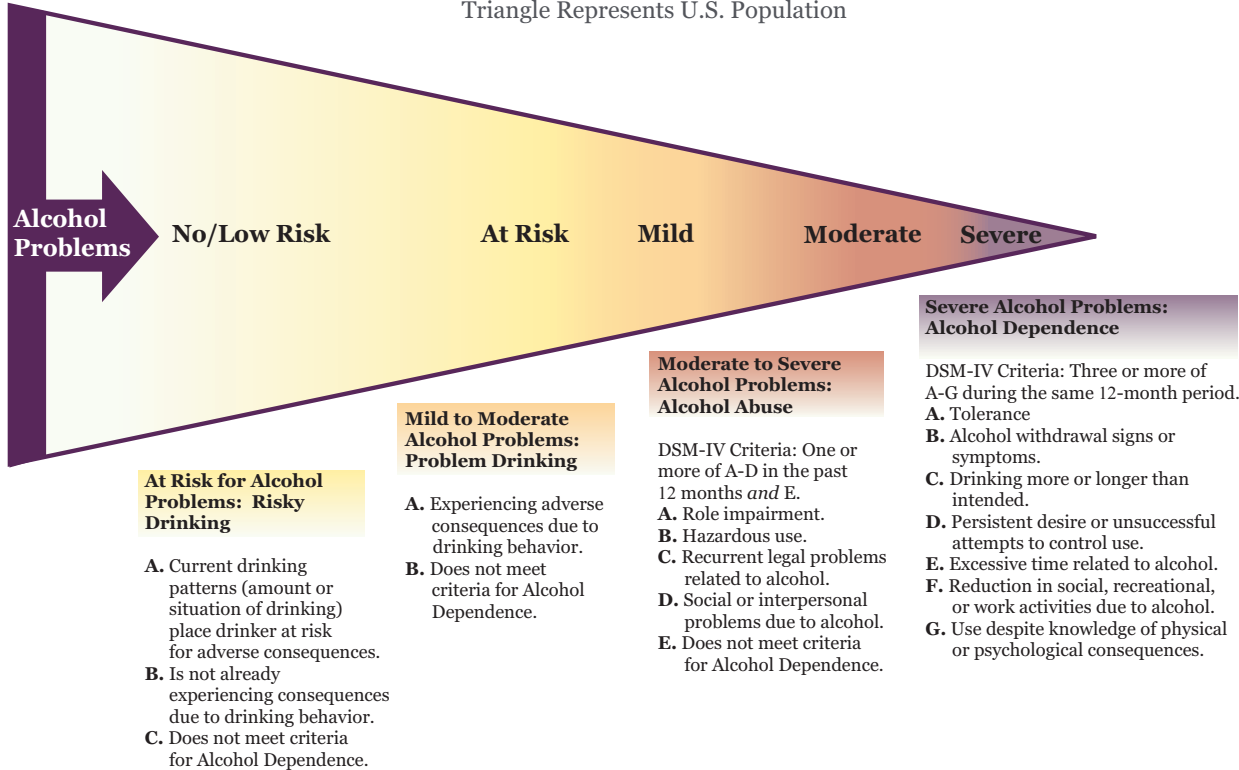 Triangle Represents U.S. Population
Alcohol
Problems
No/Low Risk
At Risk
Mild
Moderate
Severe
At Risk for Alcohol
Problems: Risky
Drinking
A. Current drinking
patterns (amount or
situation of drinking)
place drinker at risk
for adverse consequences.
B. Is not already
experiencing consequences
due to drinking behavior.
C. Does not meet criteria
for Alcohol Dependence.
Mild to Moderate
Alcohol Problems:
Problem Drinking
A. Experiencing adverse
consequences due to
drinking behavior.
B. Does not meet
criteria for Alcohol
Dependence.
Moderate to Severe
Alcohol Problems:
Alcohol Abuse
DSM-IV Criteria: One or
more of A-D in the past
12 months and E.
A. Role impairment.
B. Hazardous use.
C. Recurrent legal problems
related to alcohol.
D. Social or interpersonal
problems due to alcohol.
E. Does not meet criteria
for Alcohol Dependence.
Severe Alcohol Problems:
Alcohol Dependence
DSM-IV Criteria: Three or more of
A-G during the same 12-month period.
A. Tolerance
B. Alcohol withdrawal signs or
symptoms.
C. Drinking more or longer than
intended.
D. Persistent desire or unsuccessful
attempts to control use.
E. Excessive time related to alcohol.
F. Reduction in social, recreational,
or work activities due to alcohol.
G. Use despite knowledge of physical
or psychological consequences.